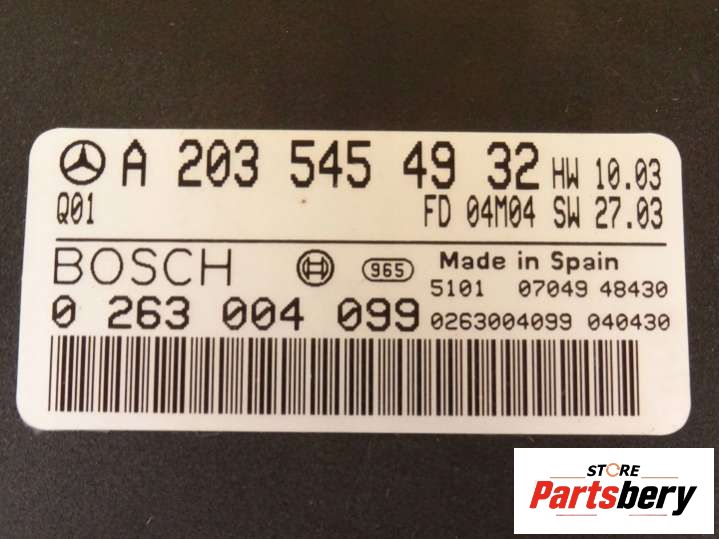 A 203 545 49 32 HW 10.03
Q01 FD 04M04 SW 27.03
BOSCH 965 Made in Spain
5101 07049 48430
0 263 004 099 0263004099 040430
STORE
Partsbery